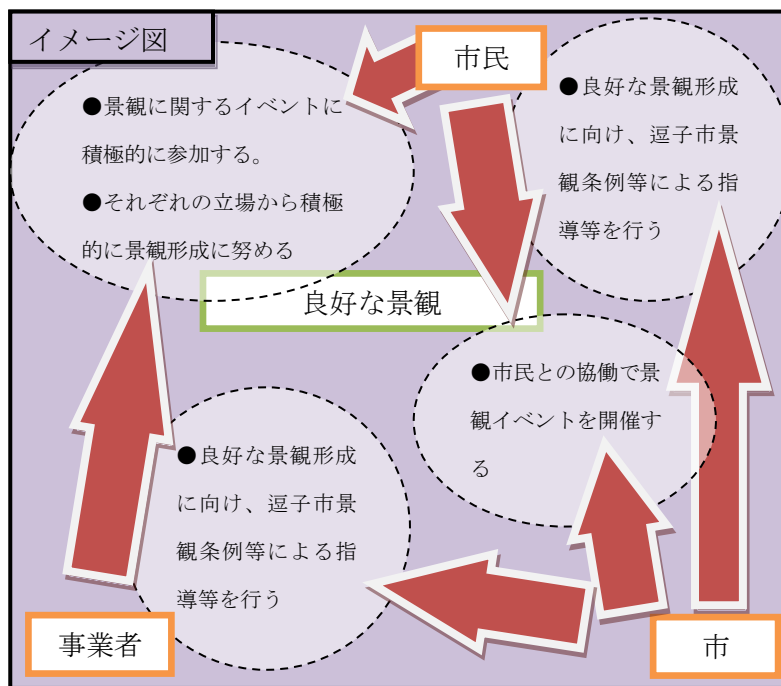 イメージ図
市民
●景観に関するイベントに
積極的に参加する。
●それぞれの立場から積極
的に景観形成に努める
●良好な景観形成
に向け、逗子市景
観条例等による指
導等を行う
良好な景観
●市民との協働で景
観イベントを開催す
る
●良好な景観形成
に向け、逗子市景
観条例等による指
導等を行う
事業者
市